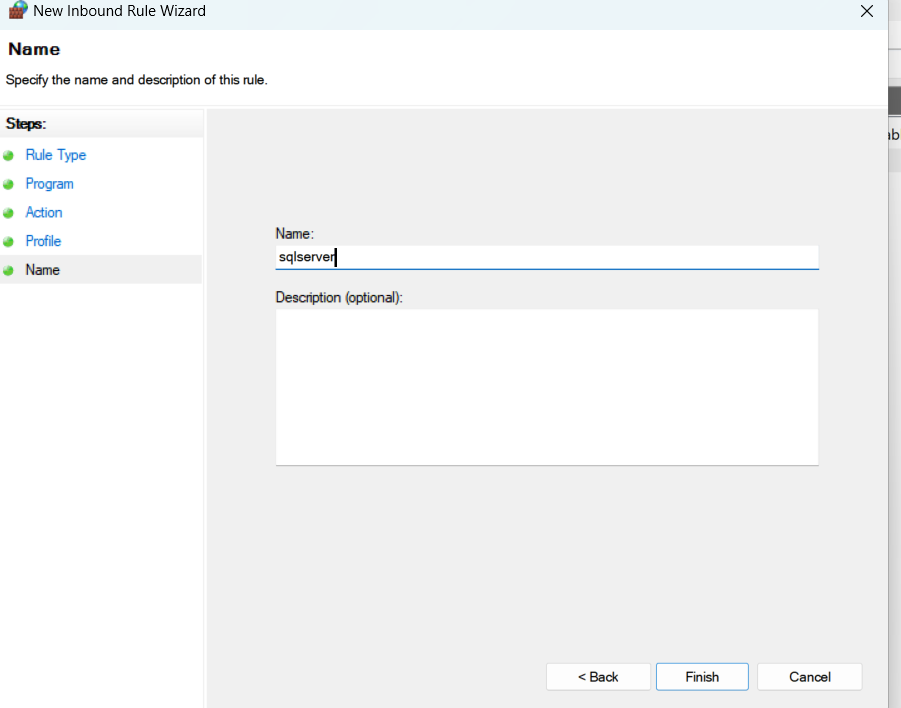 New Inbound Rule Wizard
Name
Specify the name and description of this rule.
Steps:
Rule Type
Program
Action
Profile
Name
Name:
sqlserver
Description (optional):
< Back
Finish
Cancel